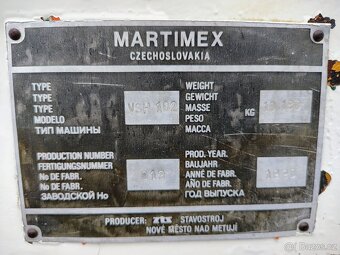 MARTIMEX
CZECHOSLOVAKIA
TYPE
TYPE
TYPE
MODELO
ТИП МАШИНЫ
VSH 102
WEIGHT
GEWICHT
MASSE
PESO
МАССА
KG
PRODUCTION NUMBER
FERTIGUNGSNUMMER
No DE FABR.
No DE FABR.
ЗАВОДСКОЙ Но
PROD. YEAR.
BAUJAHR
ANNÉ DE FABR.
AÑO DE FABR.
ГОД ВЫПУСКА
PRODUCER: ZTS STAVOSTROJ
NOVÉ MĚSTO NAD METUJÍ